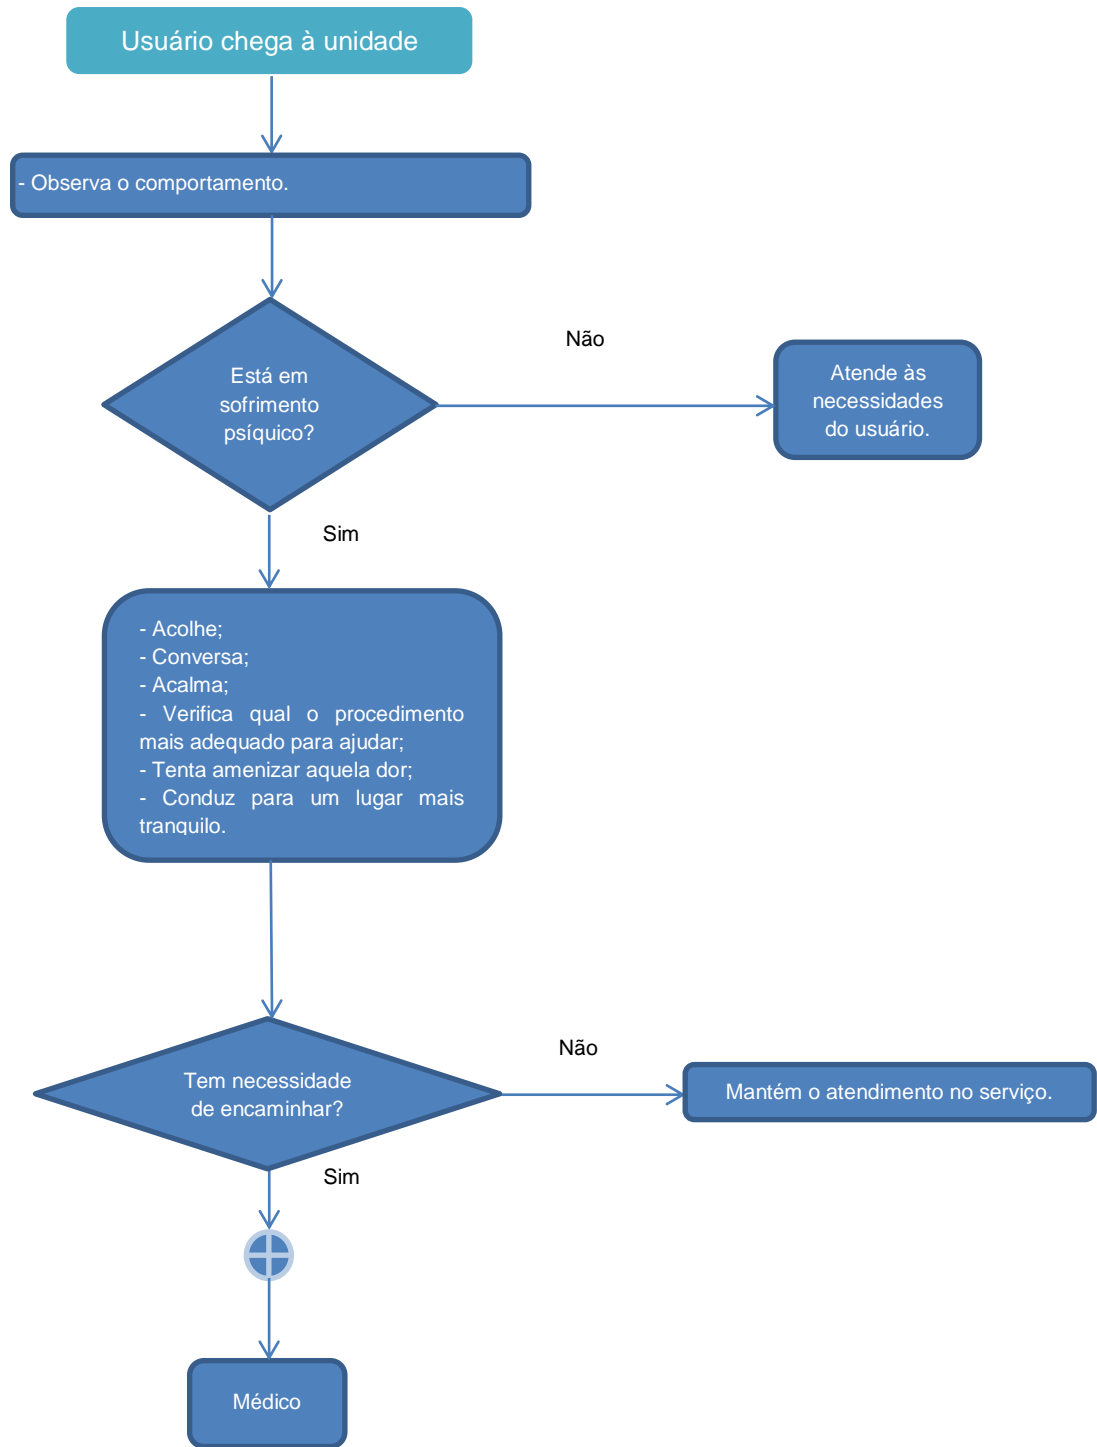 Usuário chega à unidade
- Observa o comportamento.
Não
Está em
sofrimento
psíquico?
Atende às
necessidades
do usuário.
Sim
- Acolhe;
- Conversa;
- Acalma;
- Verifica qual o procedimento
mais adequado para ajudar;
- Tenta amenizar aquela dor;
- Conduz para um lugar mais
tranquilo.
Não
Tem necessidade
de encaminhar?
Mantém o atendimento no serviço.
Sim
Médico